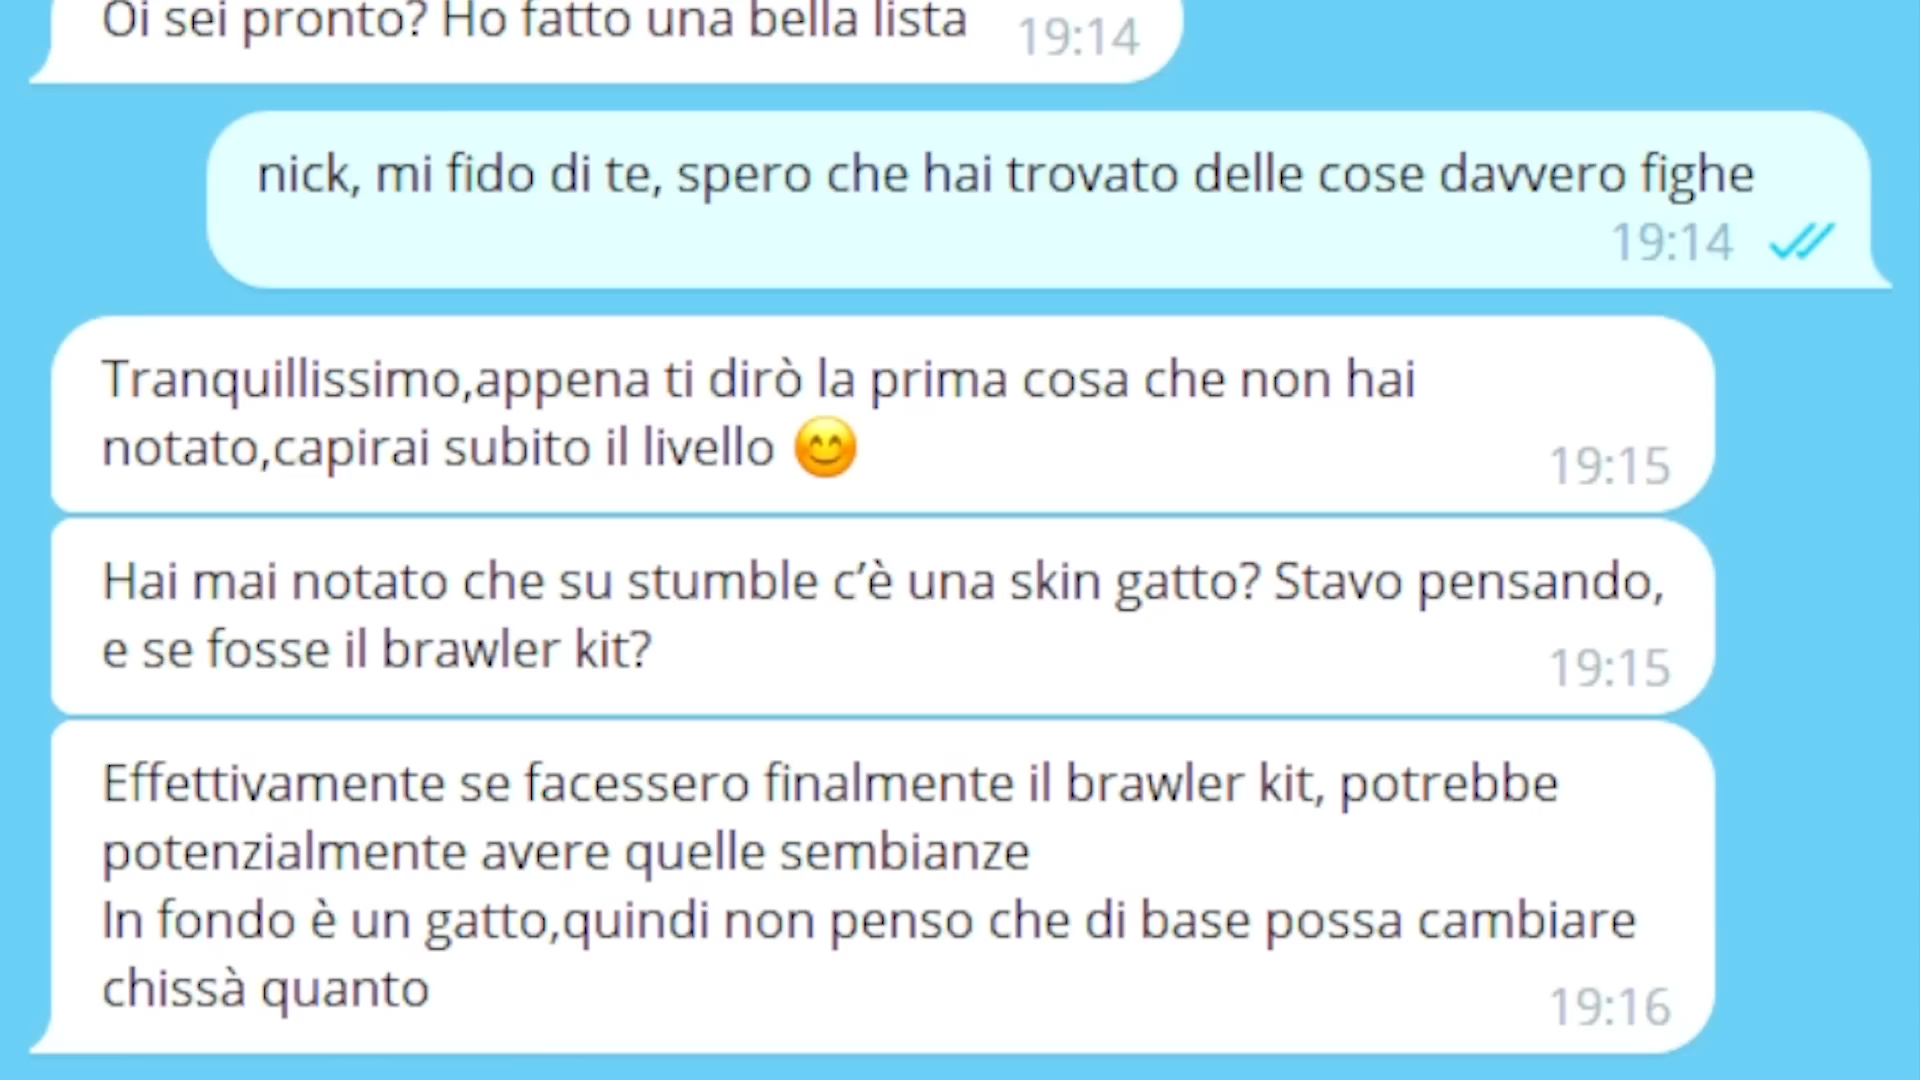 Oi sei pronto? Ho fatto una bella lista 19:14
nick, mi fido di te, spero che hai trovato delle cose davvero fighe
19:14
Tranquillissimo,appena ti dirò la prima cosa che non hai
notato,capirai subito il livello 😊
19:15
Hai mai notato che su stumble c’è una skin gatto? Stavo pensando,
e se fosse il brawler kit?
19:15
Effettivamente se facessero finalmente il brawler kit, potrebbe
potenzialmente avere quelle sembianze
In fondo è un gatto,quindi non penso che di base possa cambiare
chissà quanto
19:16